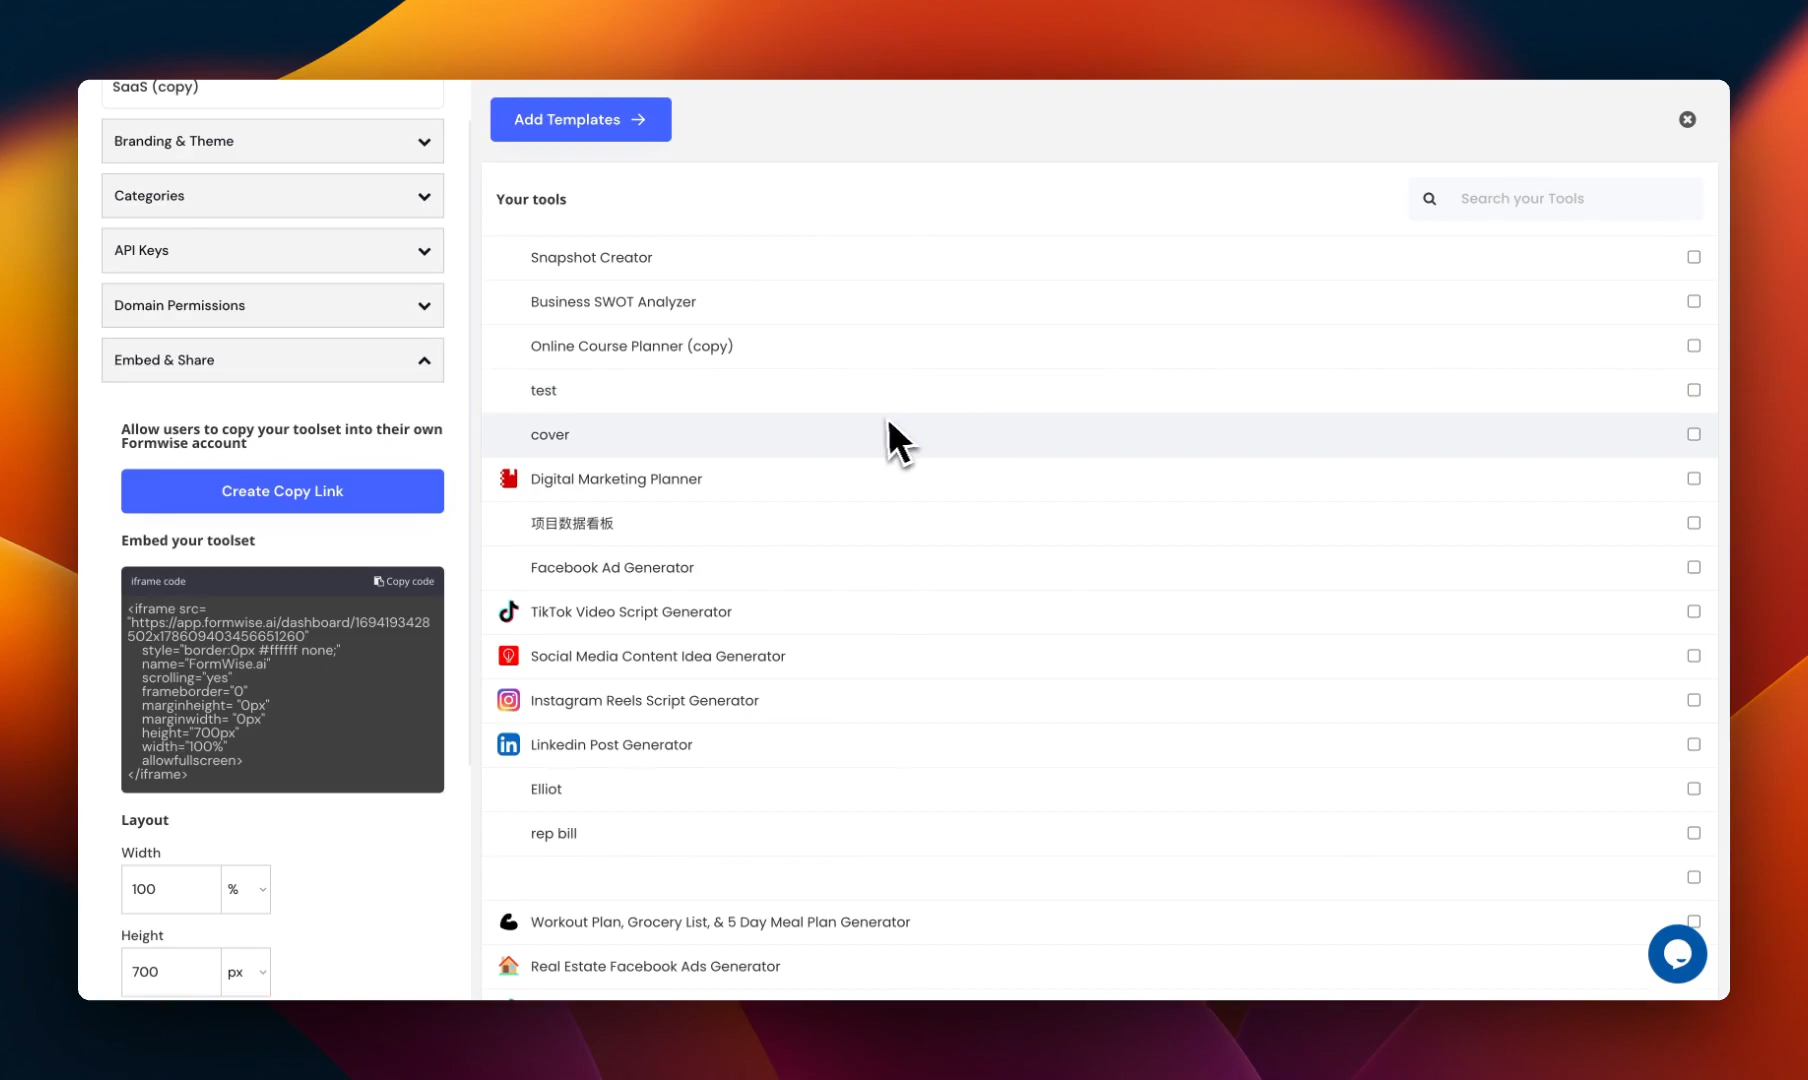 SaaS (copy)
Branding & Theme
Categories
API Keys
Domain Permissions
Embed & Share
Allow users to copy your toolset into their own
Formwise account
Create Copy Link
Embed your toolset
iframe code
Copy code
<iframe src=
"https://app.formwise.ai/dashboard/1694193428
502x178609403456651260"
style="border:0px #ffffff none;"
name="FormWise.ai"
scrolling="yes"
frameborder="0"
marginheight= "0px"
marginwidth= "0px"
height="700px"
width="100%"
allowfullscreen>
</iframe>
Layout
Width
100 %
Height
700 px
Add Templates
Your tools
Search your Tools
Snapshot Creator
Business SWOT Analyzer
Online Course Planner (copy)
test
cover
Digital Marketing Planner
项目数据看板
Facebook Ad Generator
TikTok Video Script Generator
Social Media Content Idea Generator
Instagram Reels Script Generator
in
Linkedin Post Generator
Elliot
rep bill
Workout Plan, Grocery List, & 5 Day Meal Plan Generator
Real Estate Facebook Ads Generator